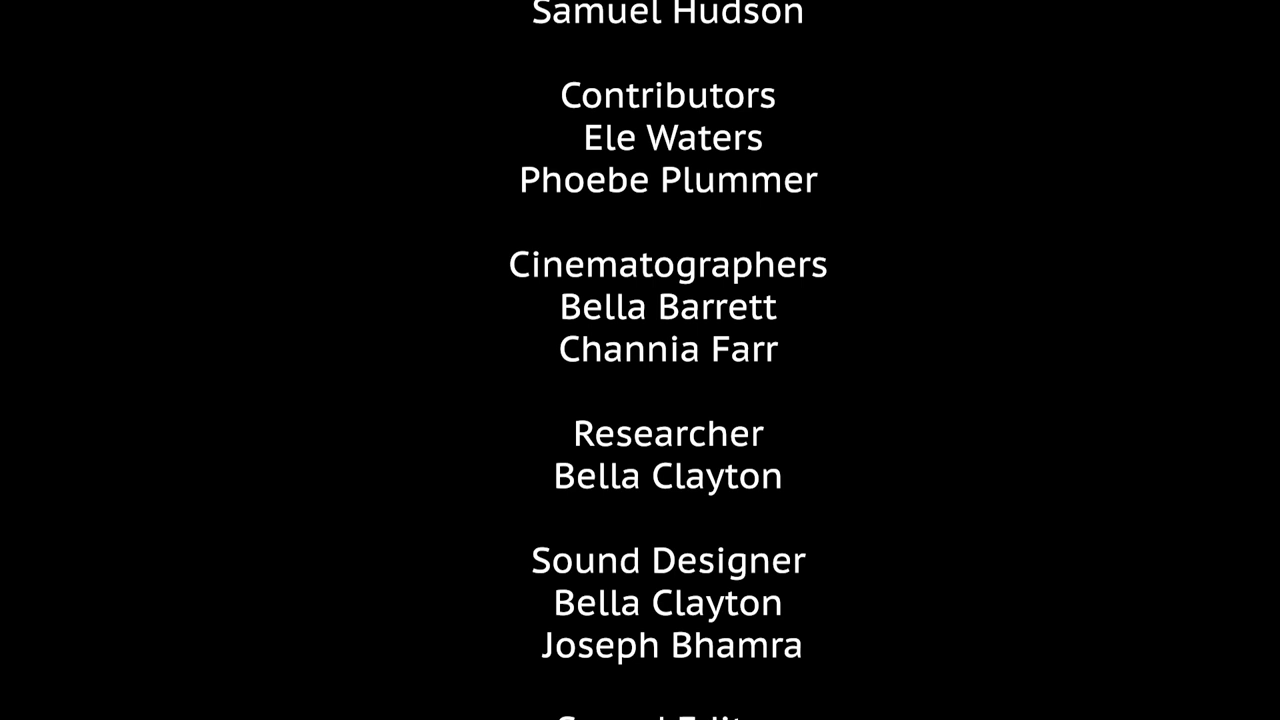 Samuel Hudson
Contributors
Ele Waters
Phoebe Plummer
Cinematographers
Bella Barrett
Channia Farr
Researcher
Bella Clayton
Sound Designer
Bella Clayton
Joseph Bhamra